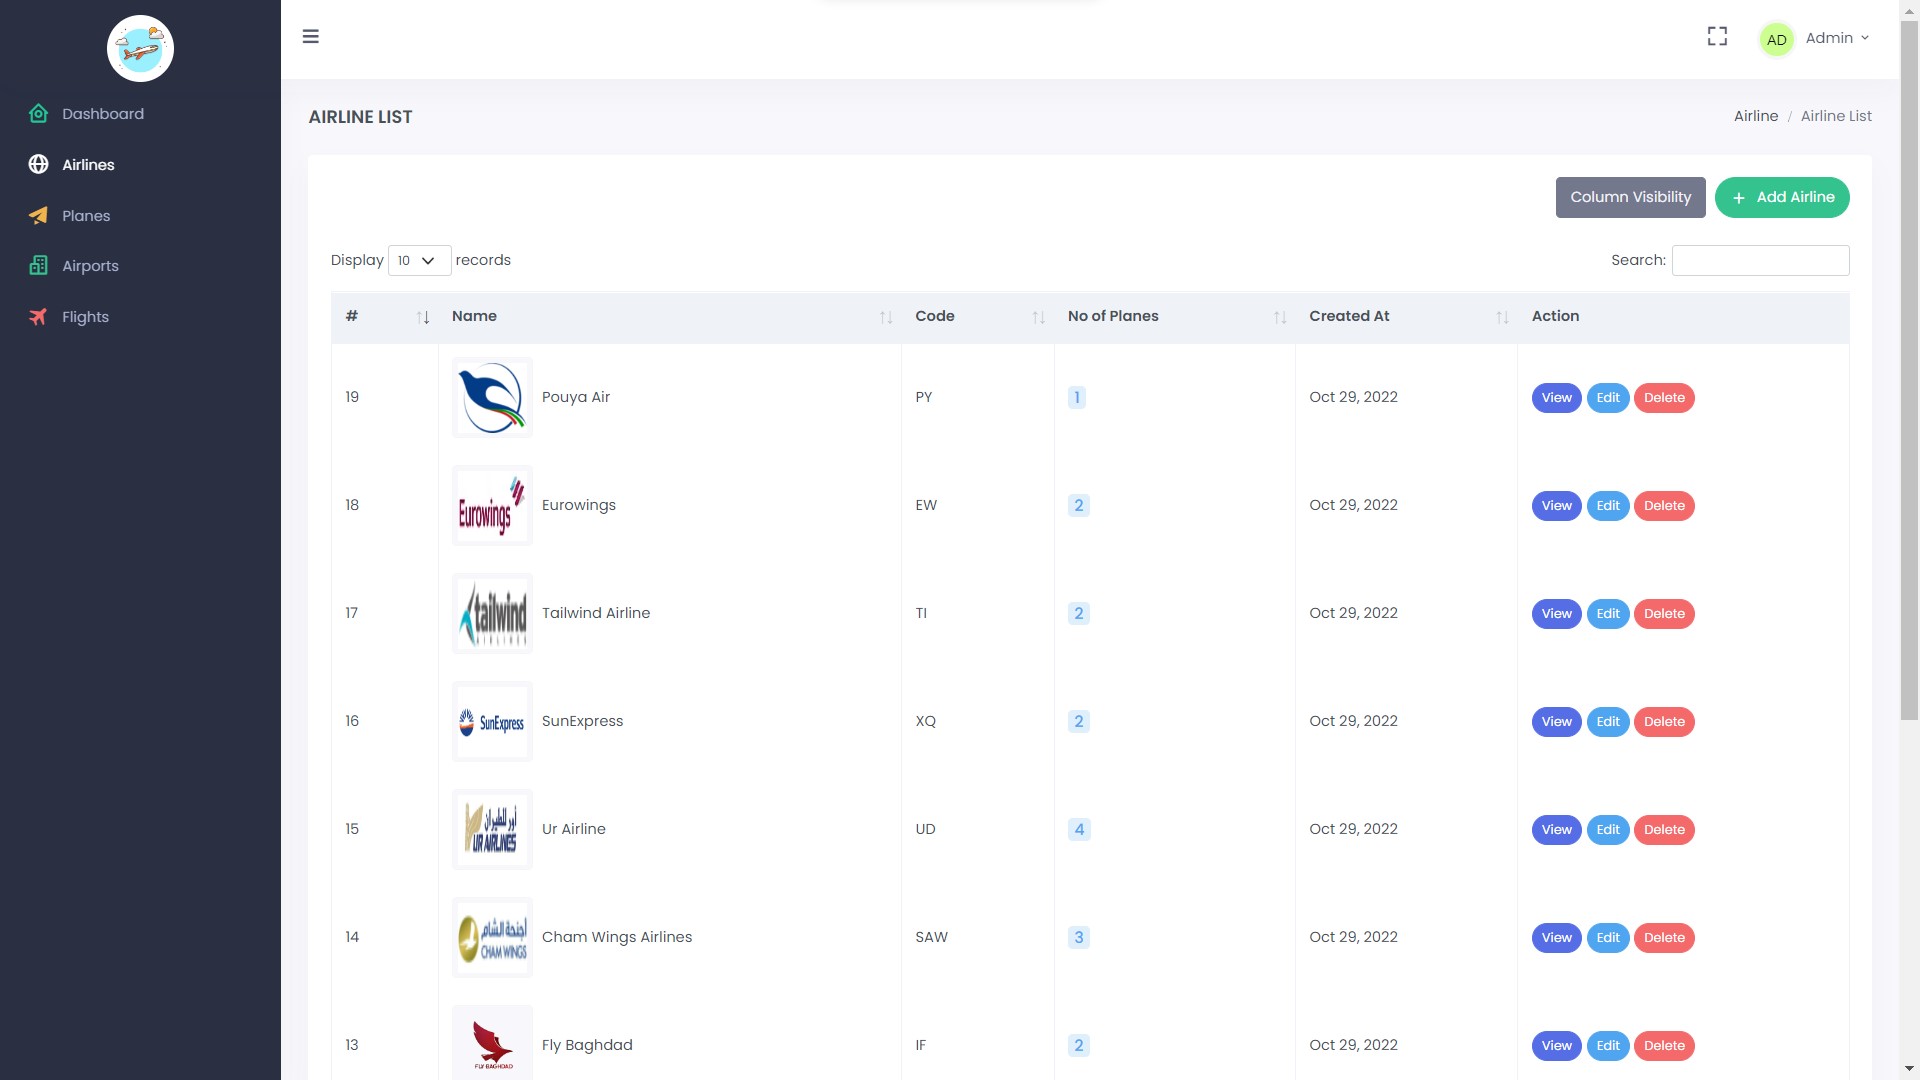 AD Admin
Dashboard
Airlines
Planes
Airports
Flights
AIRLINE LIST
Airline / Airline List
Column Visibility
+ Add Airline
Display 10 records
Search:
# Name Code No of Planes Created At Action
19 Pouya Air PY 1 Oct 29, 2022 View Edit Delete
Eurowings
18 Eurowings EW 2 Oct 29, 2022 View Edit Delete
tailwind
AIRLINES
17 Tailwind Airline TI 2 Oct 29, 2022 View Edit Delete
SunExpress
16 SunExpress XQ 2 Oct 29, 2022 View Edit Delete
أور للطيران
UR AIRLINES
15 Ur Airline UD 4 Oct 29, 2022 View Edit Delete
أجنحة الشام
CHAM WINGS
14 Cham Wings Airlines SAW 3 Oct 29, 2022 View Edit Delete
FLY BAGHDAD
13 Fly Baghdad IF 2 Oct 29, 2022 View Edit Delete